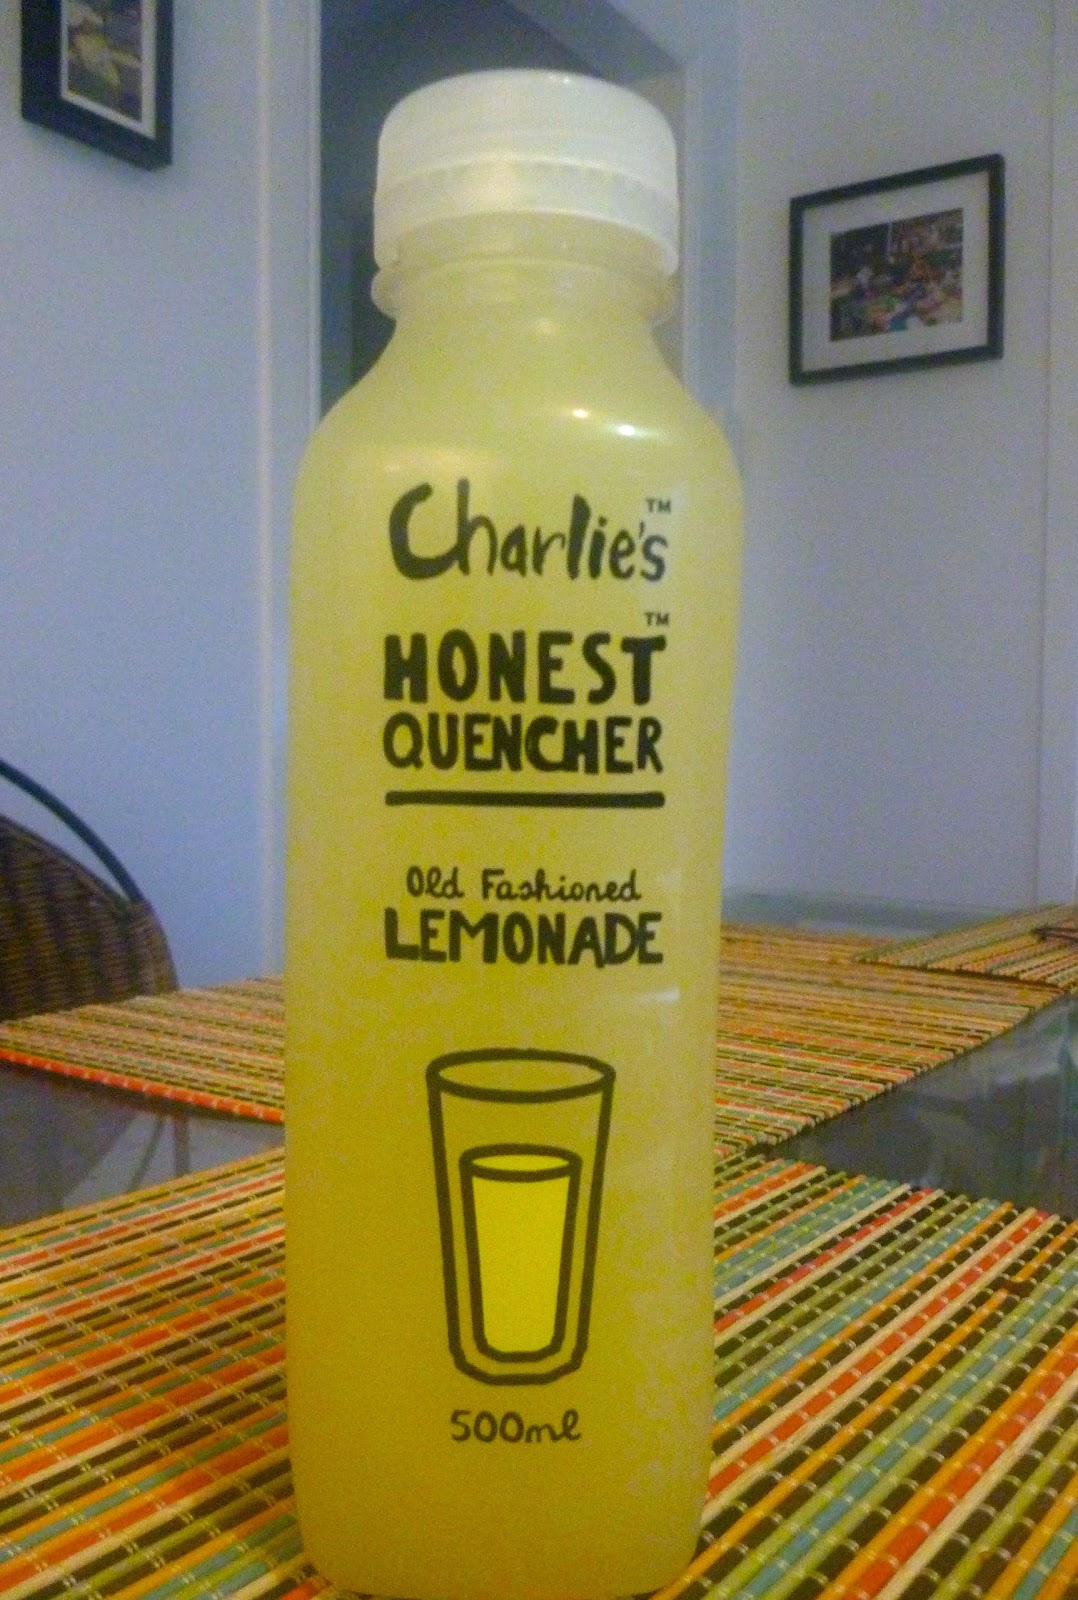 Charlie's™
HONEST™
QUENCHER
Old Fashioned
LEMONADE
500ml